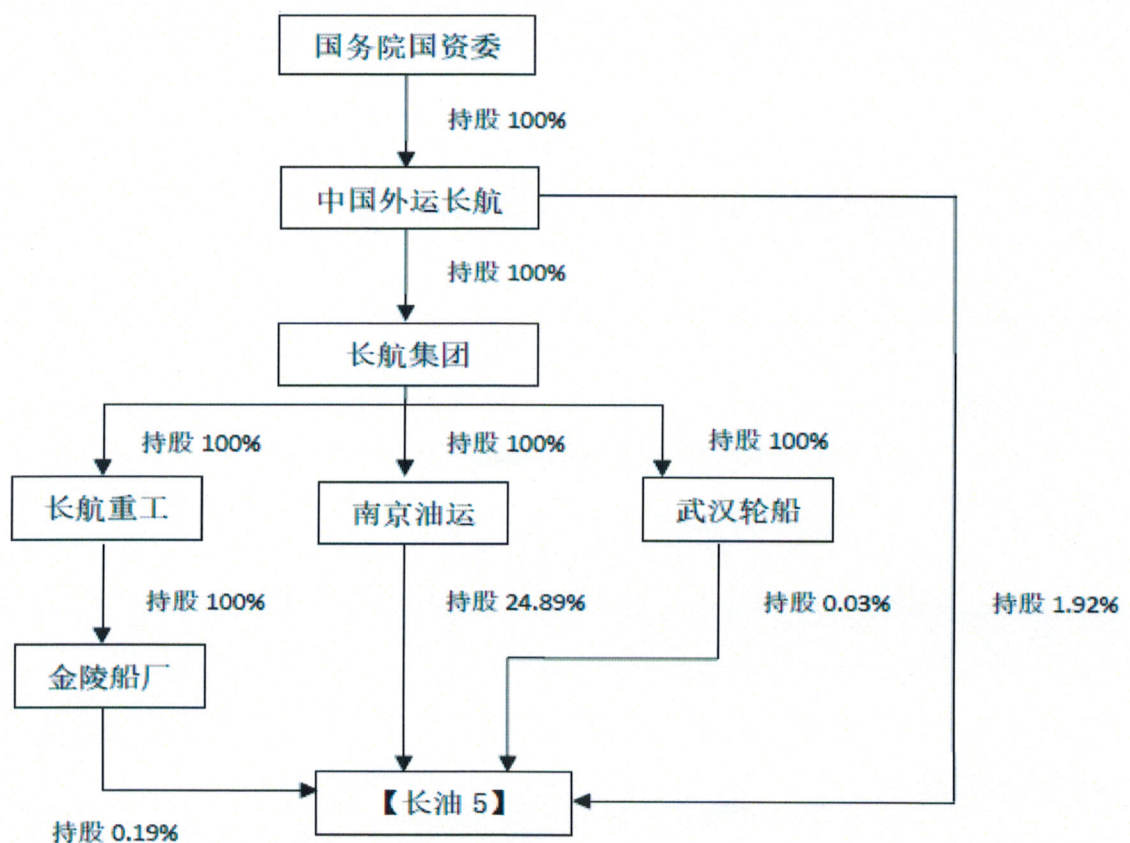 国务院国资委
持股 100%
中国外运长航
持股 100%
长航集团
持股 100%
持股 100%
持股 100%
长航重工
南京油运
武汉轮船
持股 100%
持股 24.89%
持股 0.03%
持股 1.92%
金陵船厂
【长油 5】
持股 0.19%